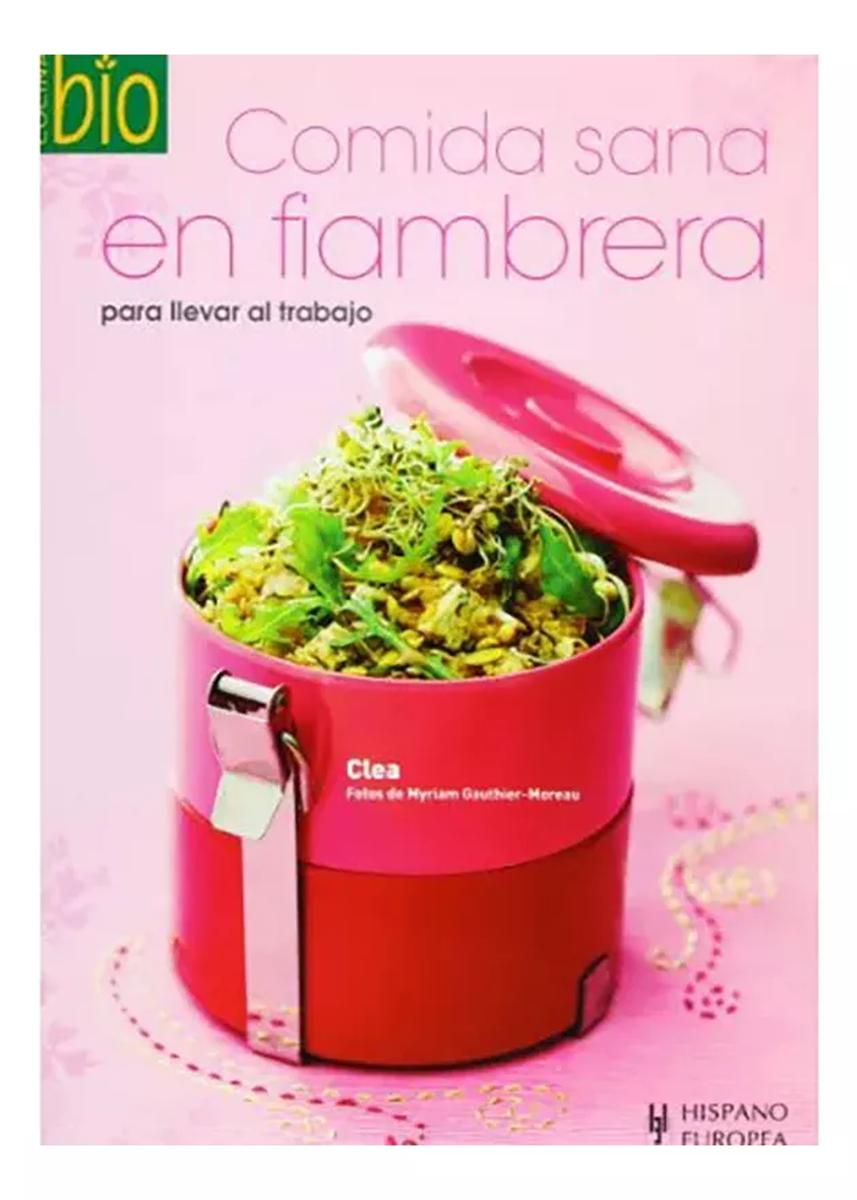 COCINA
bio
Comida sana
en fiambrera
para llevar al trabajo
Clea
Fotos de Myriam Gauthier-Moreau
HISPANO
EUROPEA